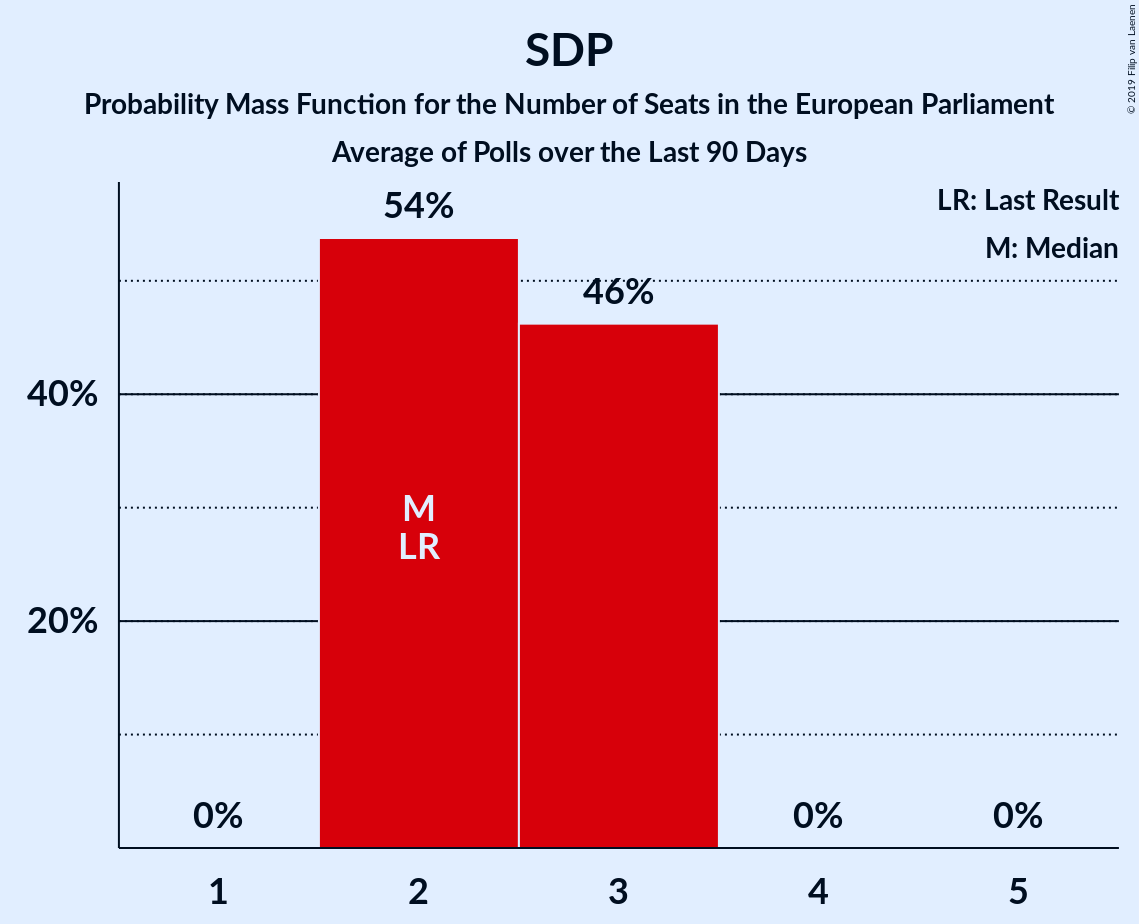 SDP
Probability Mass Function for the Number of Seats in the European Parliament
Average of Polls over the Last 90 Days
© 2019 Filip van Laenen
LR: Last Result
M: Median
54%
46%
40%
20%
M
LR
0%
0%
0%
1
2
3
4
5